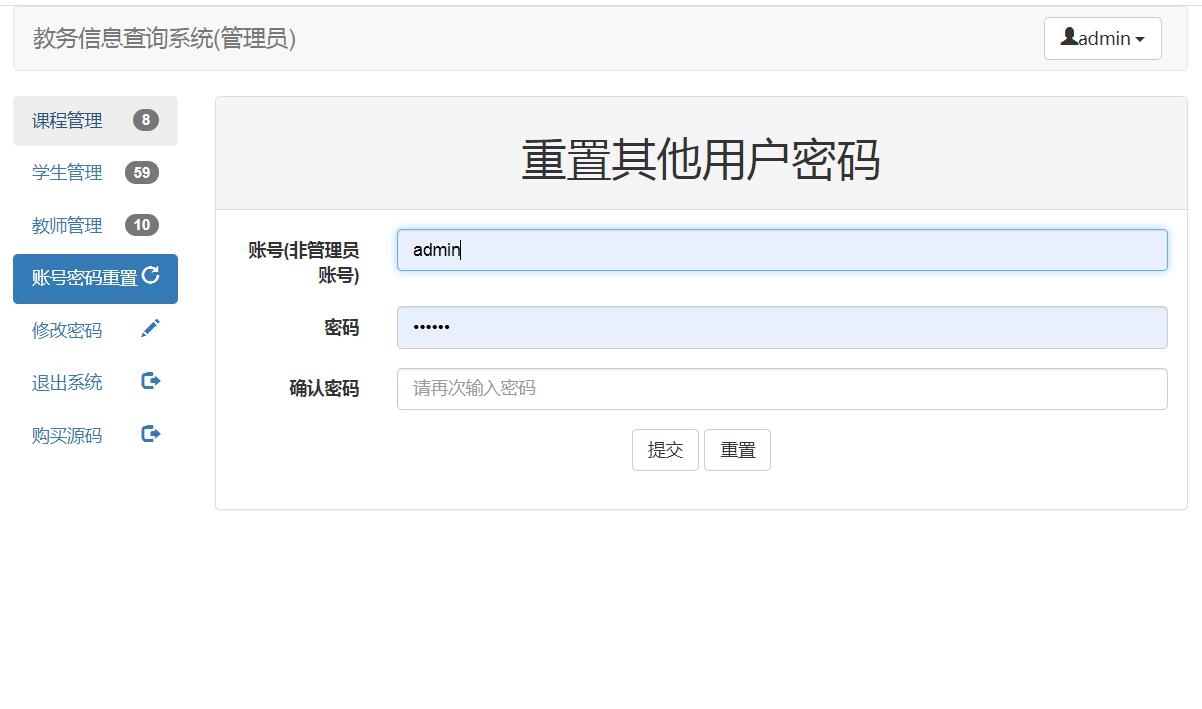 教务信息查询系统(管理员)
admin
课程管理 8
学生管理 59
教师管理 10
账号密码重置
修改密码
退出系统
购买源码
重置其他用户密码
账号(非管理员
账号)
admin
密码
••••••
确认密码
请再次输入密码
提交 重置